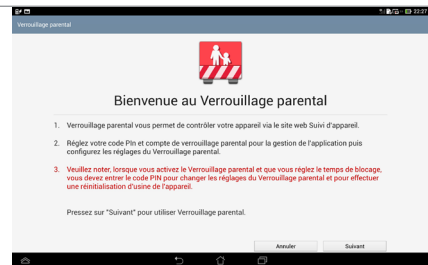 22:27
Verrouillage parental
Bienvenue au Verrouillage parental
1. Verrouillage parental vous permet de contrôler votre appareil via le site web Suivi d'appareil.
2. Réglez votre code PIn et compte de verrouillage parental pour la gestion de l'application puis
configurez les réglages du Verrouillage parental.
3. Veuillez noter, lorsque vous activez le Verrouillage parental et que vous réglez le temps de blocage,
vous devez entrer le code PIN pour changer les réglages du Verrouillage parental et pour effectuer
une réinitialisation d'usine de l'appareil.
Pressez sur "Suivant" pour utiliser Verrouillage parental.
Annuler Suivant